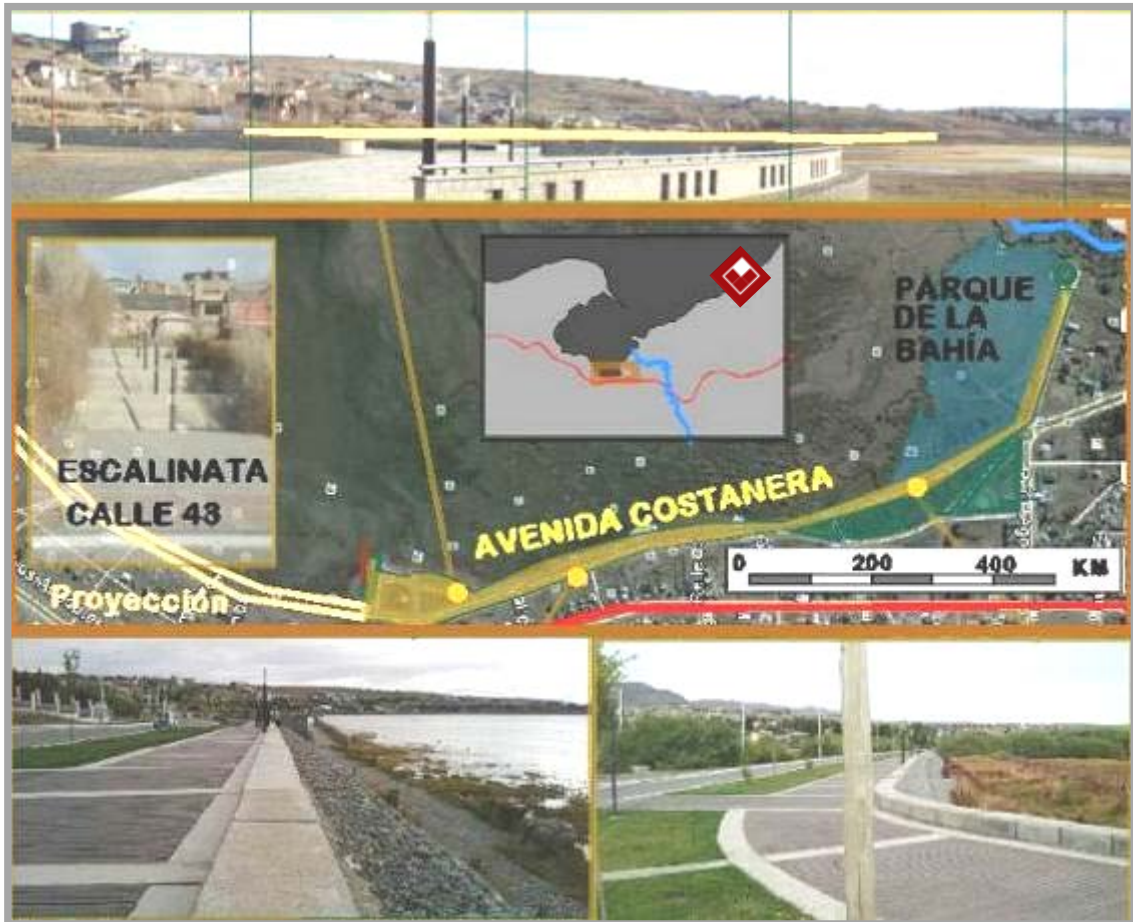 PARQUE
DE LA
BAHÍA
ESCALINATA
CALLE 43
AVENIDA COSTANERA
0 200 400 KM
Proyección